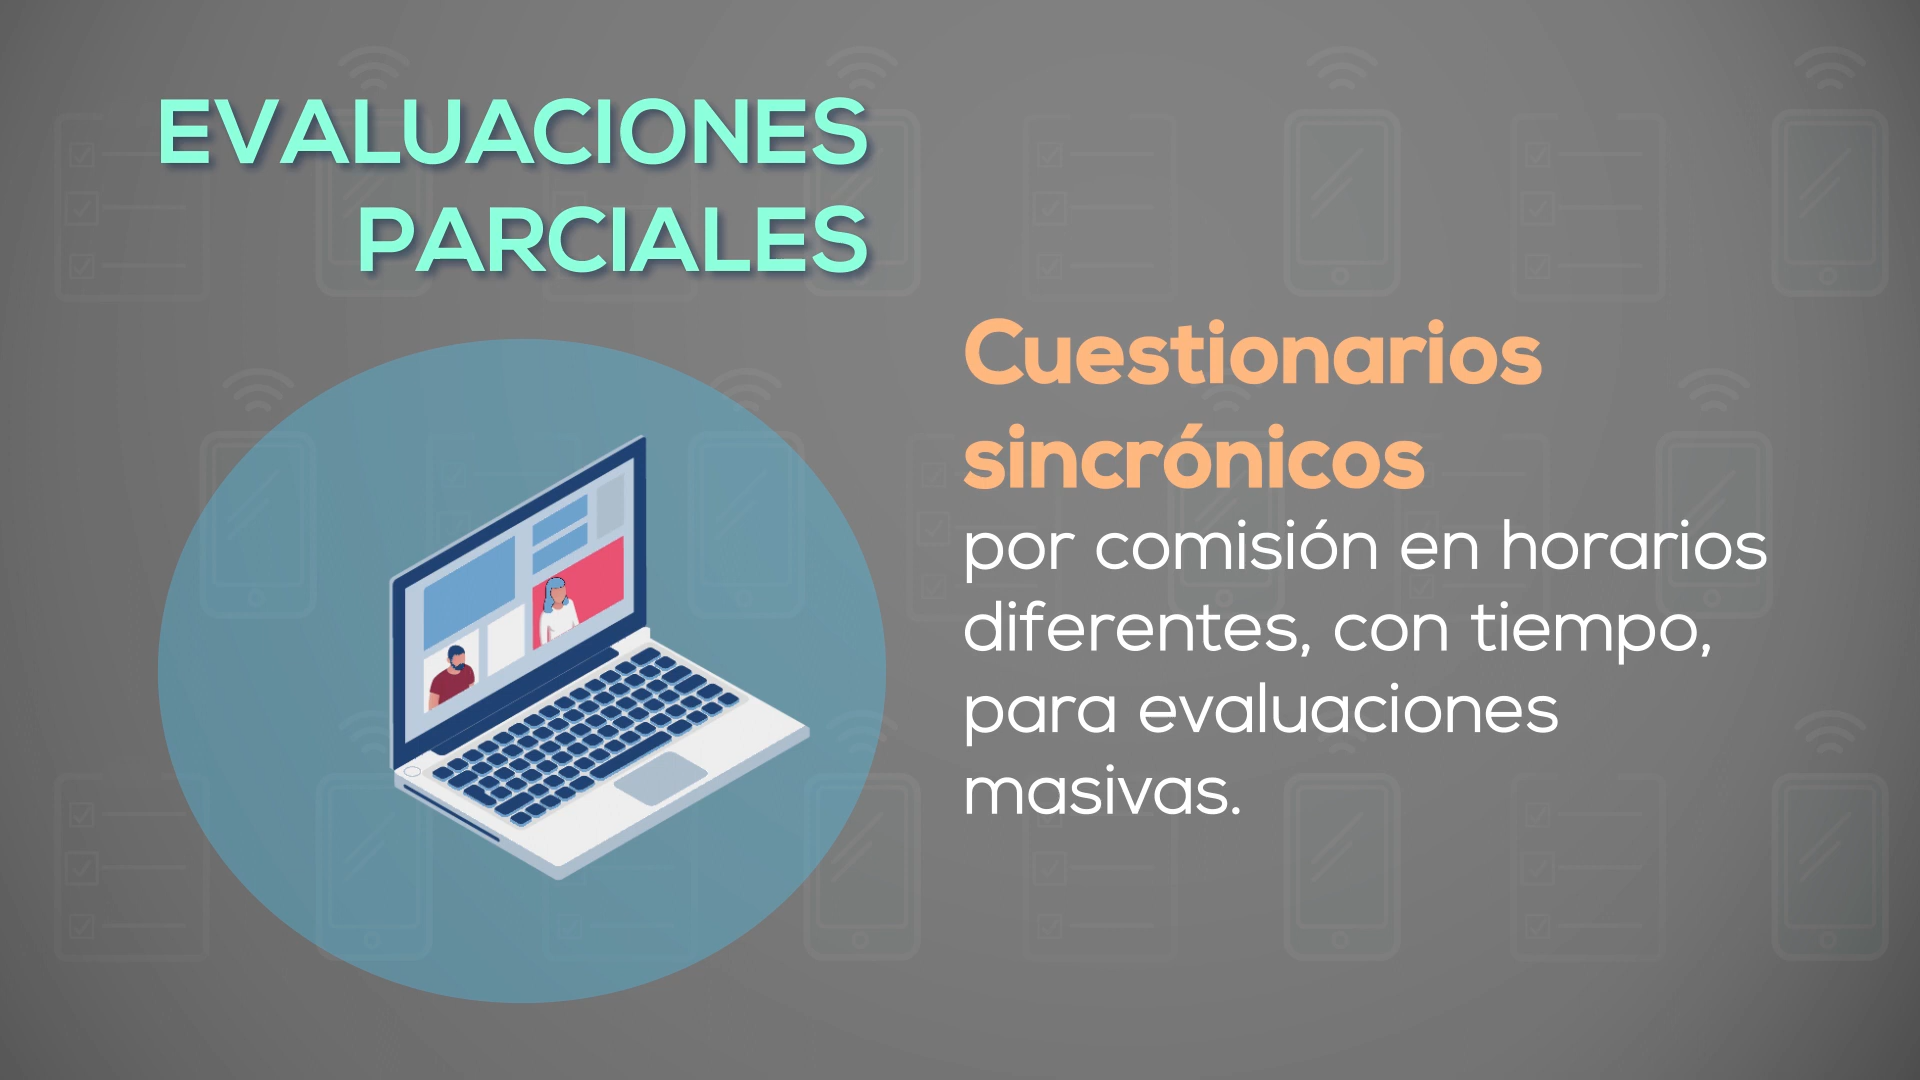 EVALUACIONES
PARCIALES
Cuestionarios
sincrónicos
por comisión en horarios
diferentes, con tiempo,
para evaluaciones
masivas.